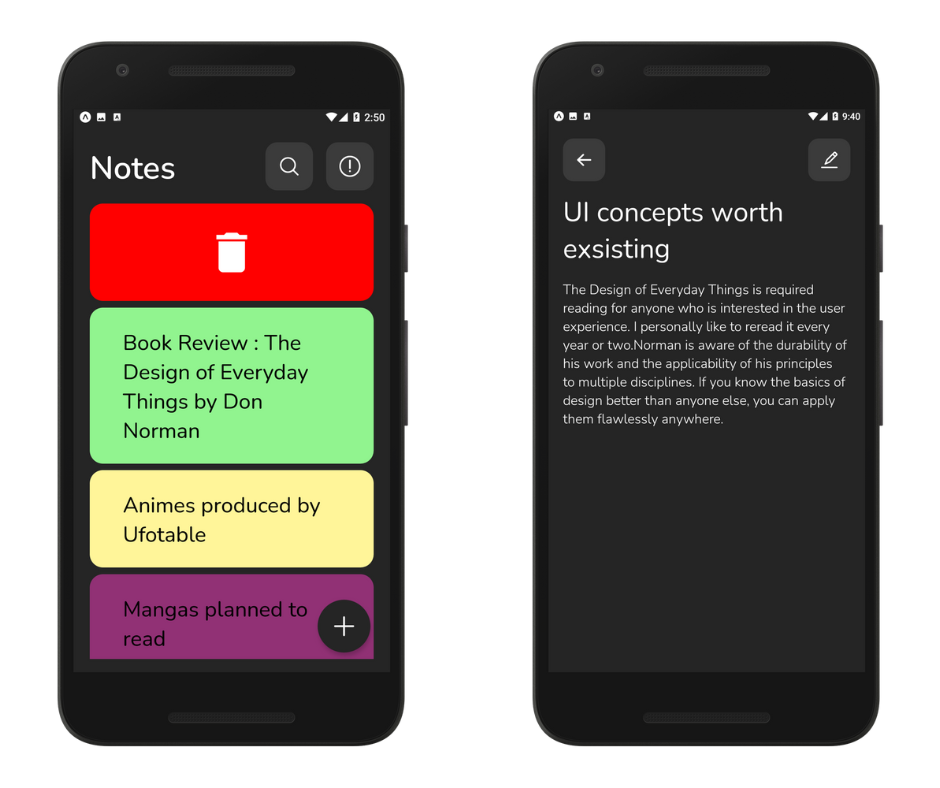 2:50
Notes
Book Review : The
Design of Everyday
Things by Don
Norman
Animes produced by
Ufotable
Mangas planned to
read
9:40
UI concepts worth
exsisting
The Design of Everyday Things is required
reading for anyone who is interested in the user
experience. I personally like to reread it every
year or two.Norman is aware of the durability of
his work and the applicability of his principles
to multiple disciplines. If you know the basics of
design better than anyone else, you can apply
them flawlessly anywhere.